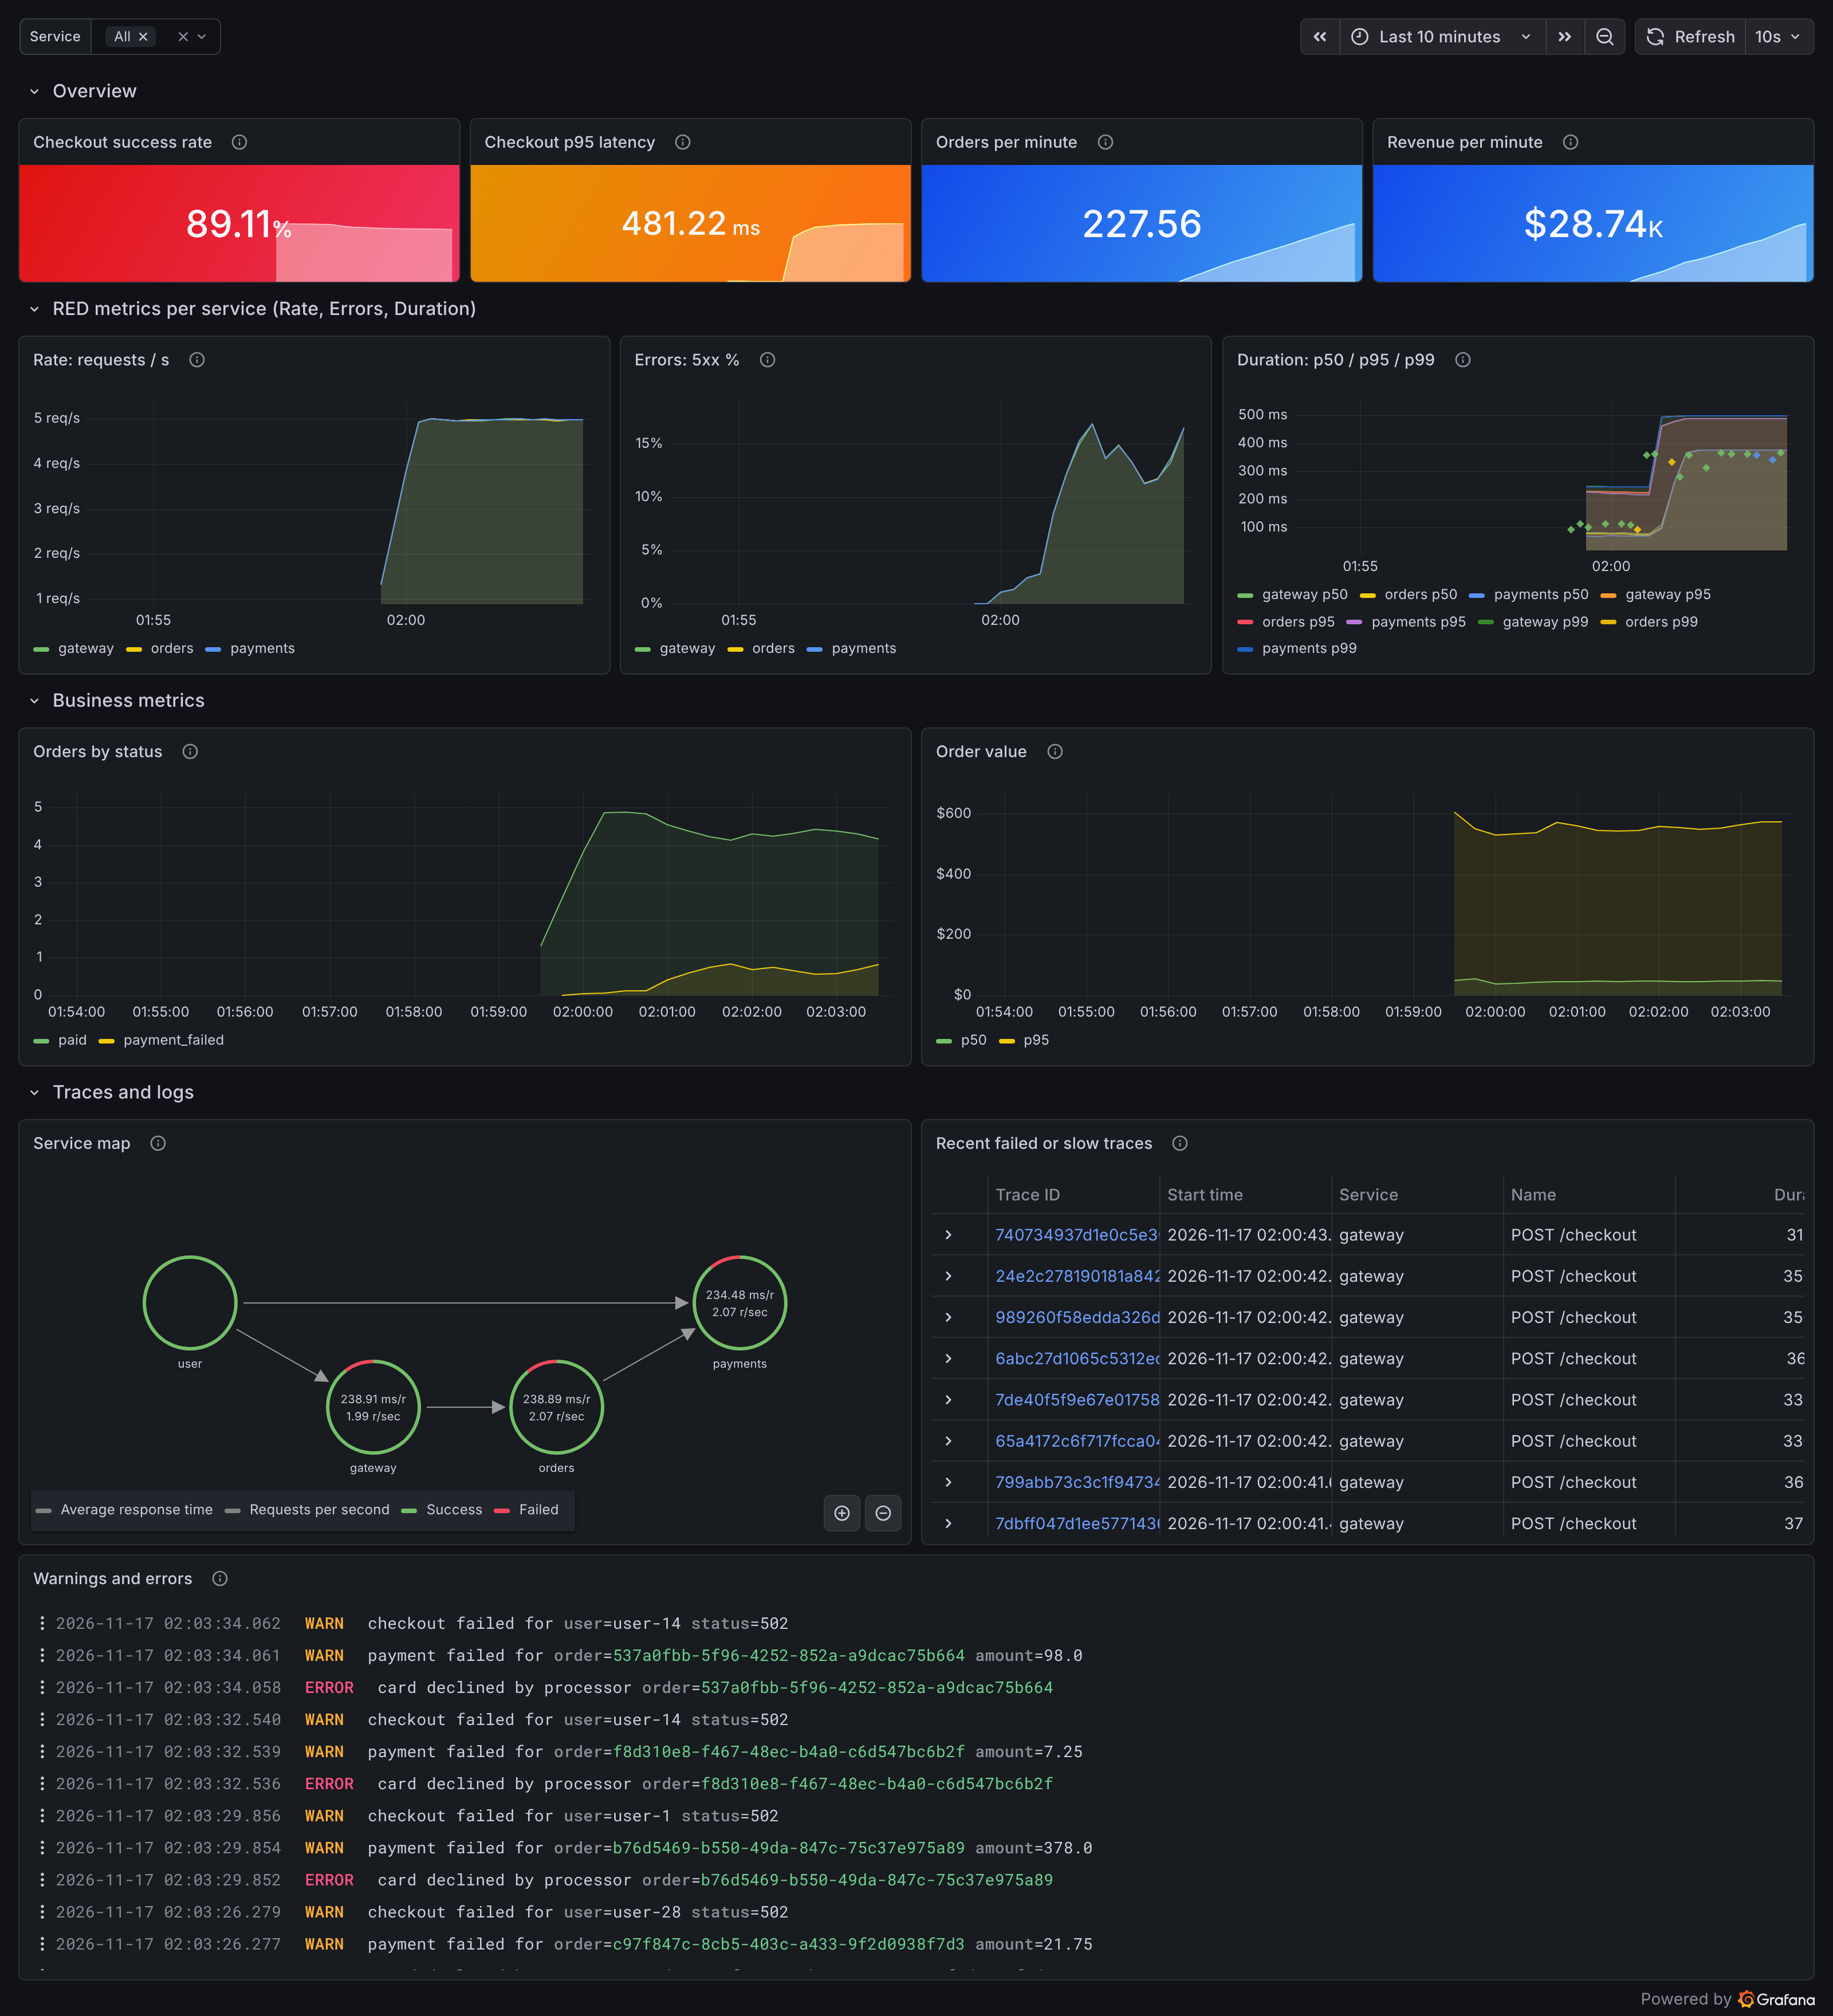 Service All
Last 10 minutes Refresh 10s
Overview
Checkout success rate
89.11%
Checkout p95 latency
481.22 ms
Orders per minute
227.56
Revenue per minute
$28.74K
RED metrics per service (Rate, Errors, Duration)
Rate: requests / s
5 req/s
4 req/s
3 req/s
2 req/s
1 req/s
01:55 02:00
gateway orders payments
Errors: 5xx %
15%
10%
5%
0%
01:55 02:00
gateway orders payments
Duration: p50 / p95 / p99
500 ms
400 ms
300 ms
200 ms
100 ms
01:55 02:00
gateway p50 orders p50 payments p50 gateway p95
orders p95 payments p95 gateway p99 orders p99
payments p99
Business metrics
Orders by status
5
4
3
2
1
0
01:54:00 01:55:00 01:56:00 01:57:00 01:58:00 01:59:00 02:00:00 02:01:00 02:02:00 02:03:00
paid payment_failed
Order value
$600
$400
$200
$0
01:54:00 01:55:00 01:56:00 01:57:00 01:58:00 01:59:00 02:00:00 02:01:00 02:02:00 02:03:00
p50 p95
Traces and logs
Service map
234.48 ms/r
2.07 r/sec
user
payments
238.91 ms/r
1.99 r/sec
238.89 ms/r
2.07 r/sec
gateway
orders
Average response time Requests per second Success Failed
Recent failed or slow traces
Trace ID Start time Service Name
740734937d1e0c5e3 2026-11-17 02:00:43. gateway POST /checkout 31
24e2c278190181a842 2026-11-17 02:00:42. gateway POST /checkout 35
989260f58edda326d 2026-11-17 02:00:42. gateway POST /checkout 35
6abc27d1065c5312e 2026-11-17 02:00:42. gateway POST /checkout 36
7de40f5f9e67e01758 2026-11-17 02:00:42. gateway POST /checkout 33
65a4172c6f717fcca0 2026-11-17 02:00:42. gateway POST /checkout 33
799abb73c3c1f94734 2026-11-17 02:00:41. gateway POST /checkout 36
7dbff047d1ee577143 2026-11-17 02:00:41. gateway POST /checkout 37
Warnings and errors
2026-11-17 02:03:34.062 WARN checkout failed for user=user-14 status=502
2026-11-17 02:03:34.061 WARN payment failed for order=537a0fbb-5f96-4252-852a-a9dcac75b664 amount=98.0
2026-11-17 02:03:34.058 ERROR card declined by processor order=537a0fbb-5f96-4252-852a-a9dcac75b664
2026-11-17 02:03:32.540 WARN checkout failed for user=user-14 status=502
2026-11-17 02:03:32.539 WARN payment failed for order=f8d310e8-f467-48ec-b4a0-c6d547bc6b2f amount=7.25
2026-11-17 02:03:32.536 ERROR card declined by processor order=f8d310e8-f467-48ec-b4a0-c6d547bc6b2f
2026-11-17 02:03:29.856 WARN checkout failed for user=user-1 status=502
2026-11-17 02:03:29.854 WARN payment failed for order=b76d5469-b550-49da-847c-75c37e975a89 amount=378.0
2026-11-17 02:03:29.852 ERROR card declined by processor order=b76d5469-b550-49da-847c-75c37e975a89
2026-11-17 02:03:26.279 WARN checkout failed for user=user-28 status=502
2026-11-17 02:03:26.277 WARN payment failed for order=c97f847c-8cb5-403c-a433-9f2d0938f7d3 amount=21.75
Powered by Grafana